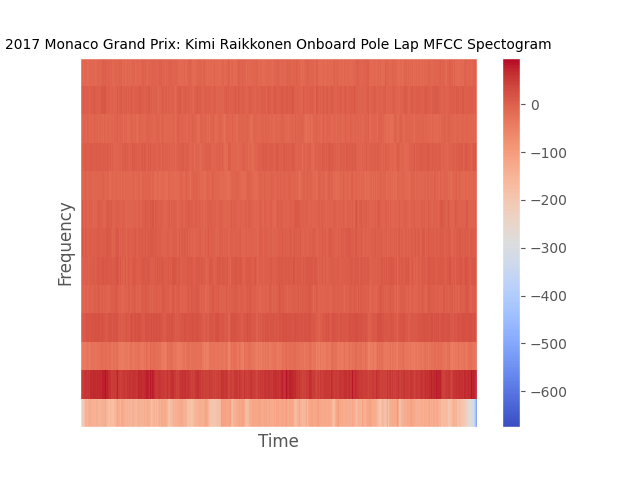 2017 Monaco Grand Prix: Kimi Raikkonen Onboard Pole Lap MFCC Spectogram
Frequency
Time
0
−100
−200
−300
−400
−500
−600